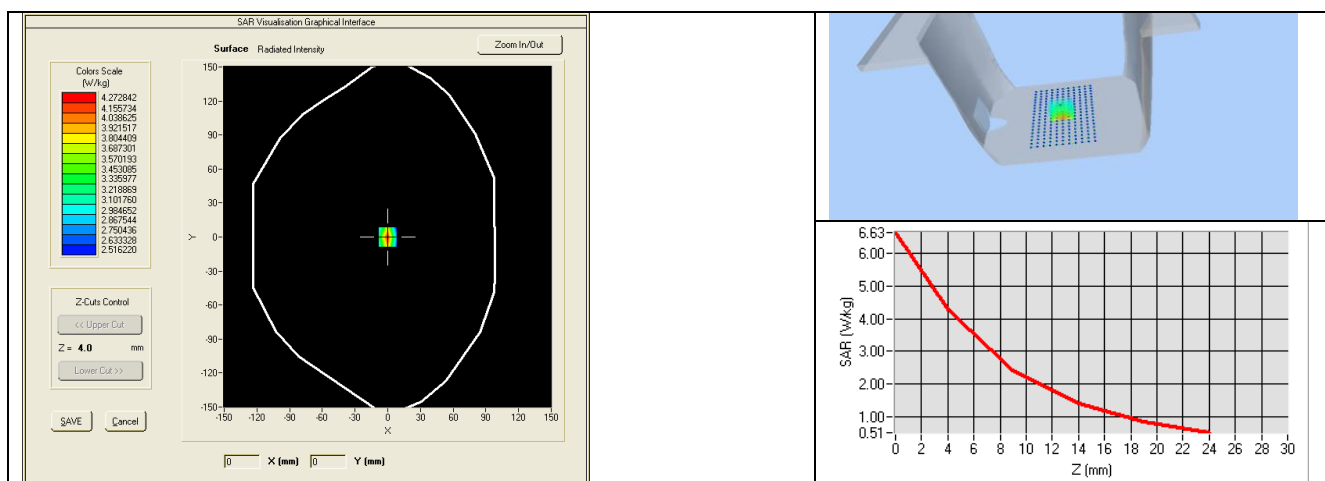 SAR Visualisation Graphical Interface
Surface Radiated Intensity
Zoom In/Out
Colors Scale
(W/kg)
4.272842
4.155734
4.038625
3.921517
3.804409
3.687301
3.570193
3.453085
3.335977
3.218869
3.101760
2.984652
2.867544
2.750436
2.633328
2.516220
Z-Cuts Control
<< Upper Cut
Z = 4.0 mm
Lower Cut >>
SAVE Cancel
150-
120-
90-
60-
30-
Y 0-
-30-
-60-
-90-
-120-
-150-
-150 -120 -90 -60 -30 0 30 60 90 120 150
X
0 X (mm) 0 Y (mm)
6.63-
6.00-
5.00-
4.00-
3.00-
2.00-
1.00-
0.51-
SAR (W/kg)
0 2 4 6 8 10 12 14 16 18 20 22 24 26 28 30
Z (mm)